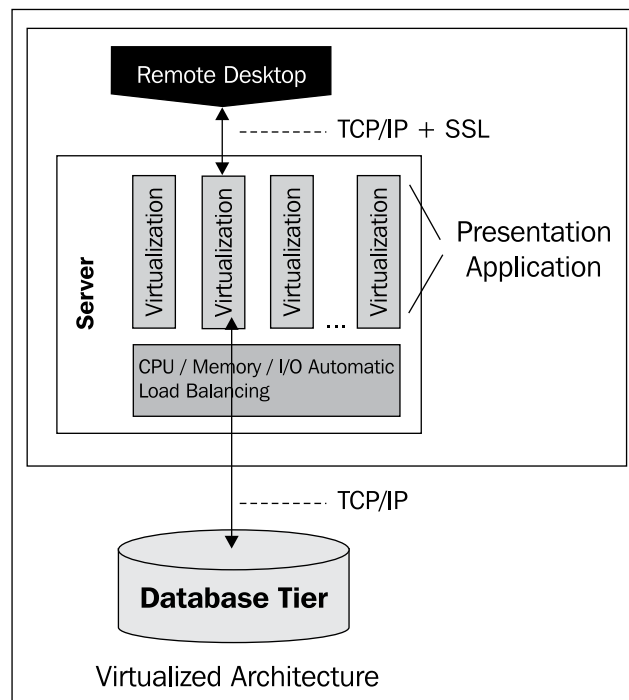 Remote Desktop
TCP/IP + SSL
Server
Virtualization
Virtualization
Virtualization
...
Virtualization
Presentation
Application
CPU / Memory / I/O Automatic
Load Balancing
TCP/IP
Database Tier
Virtualized Architecture